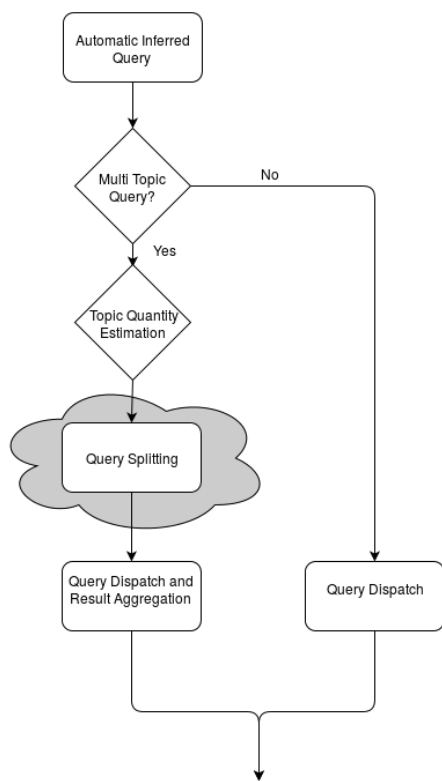 Automatic Inferred
Query
Multi Topic
Query?
No
Yes
Topic Quantity
Estimation
Query Splitting
Query Dispatch and
Result Aggregation
Query Dispatch